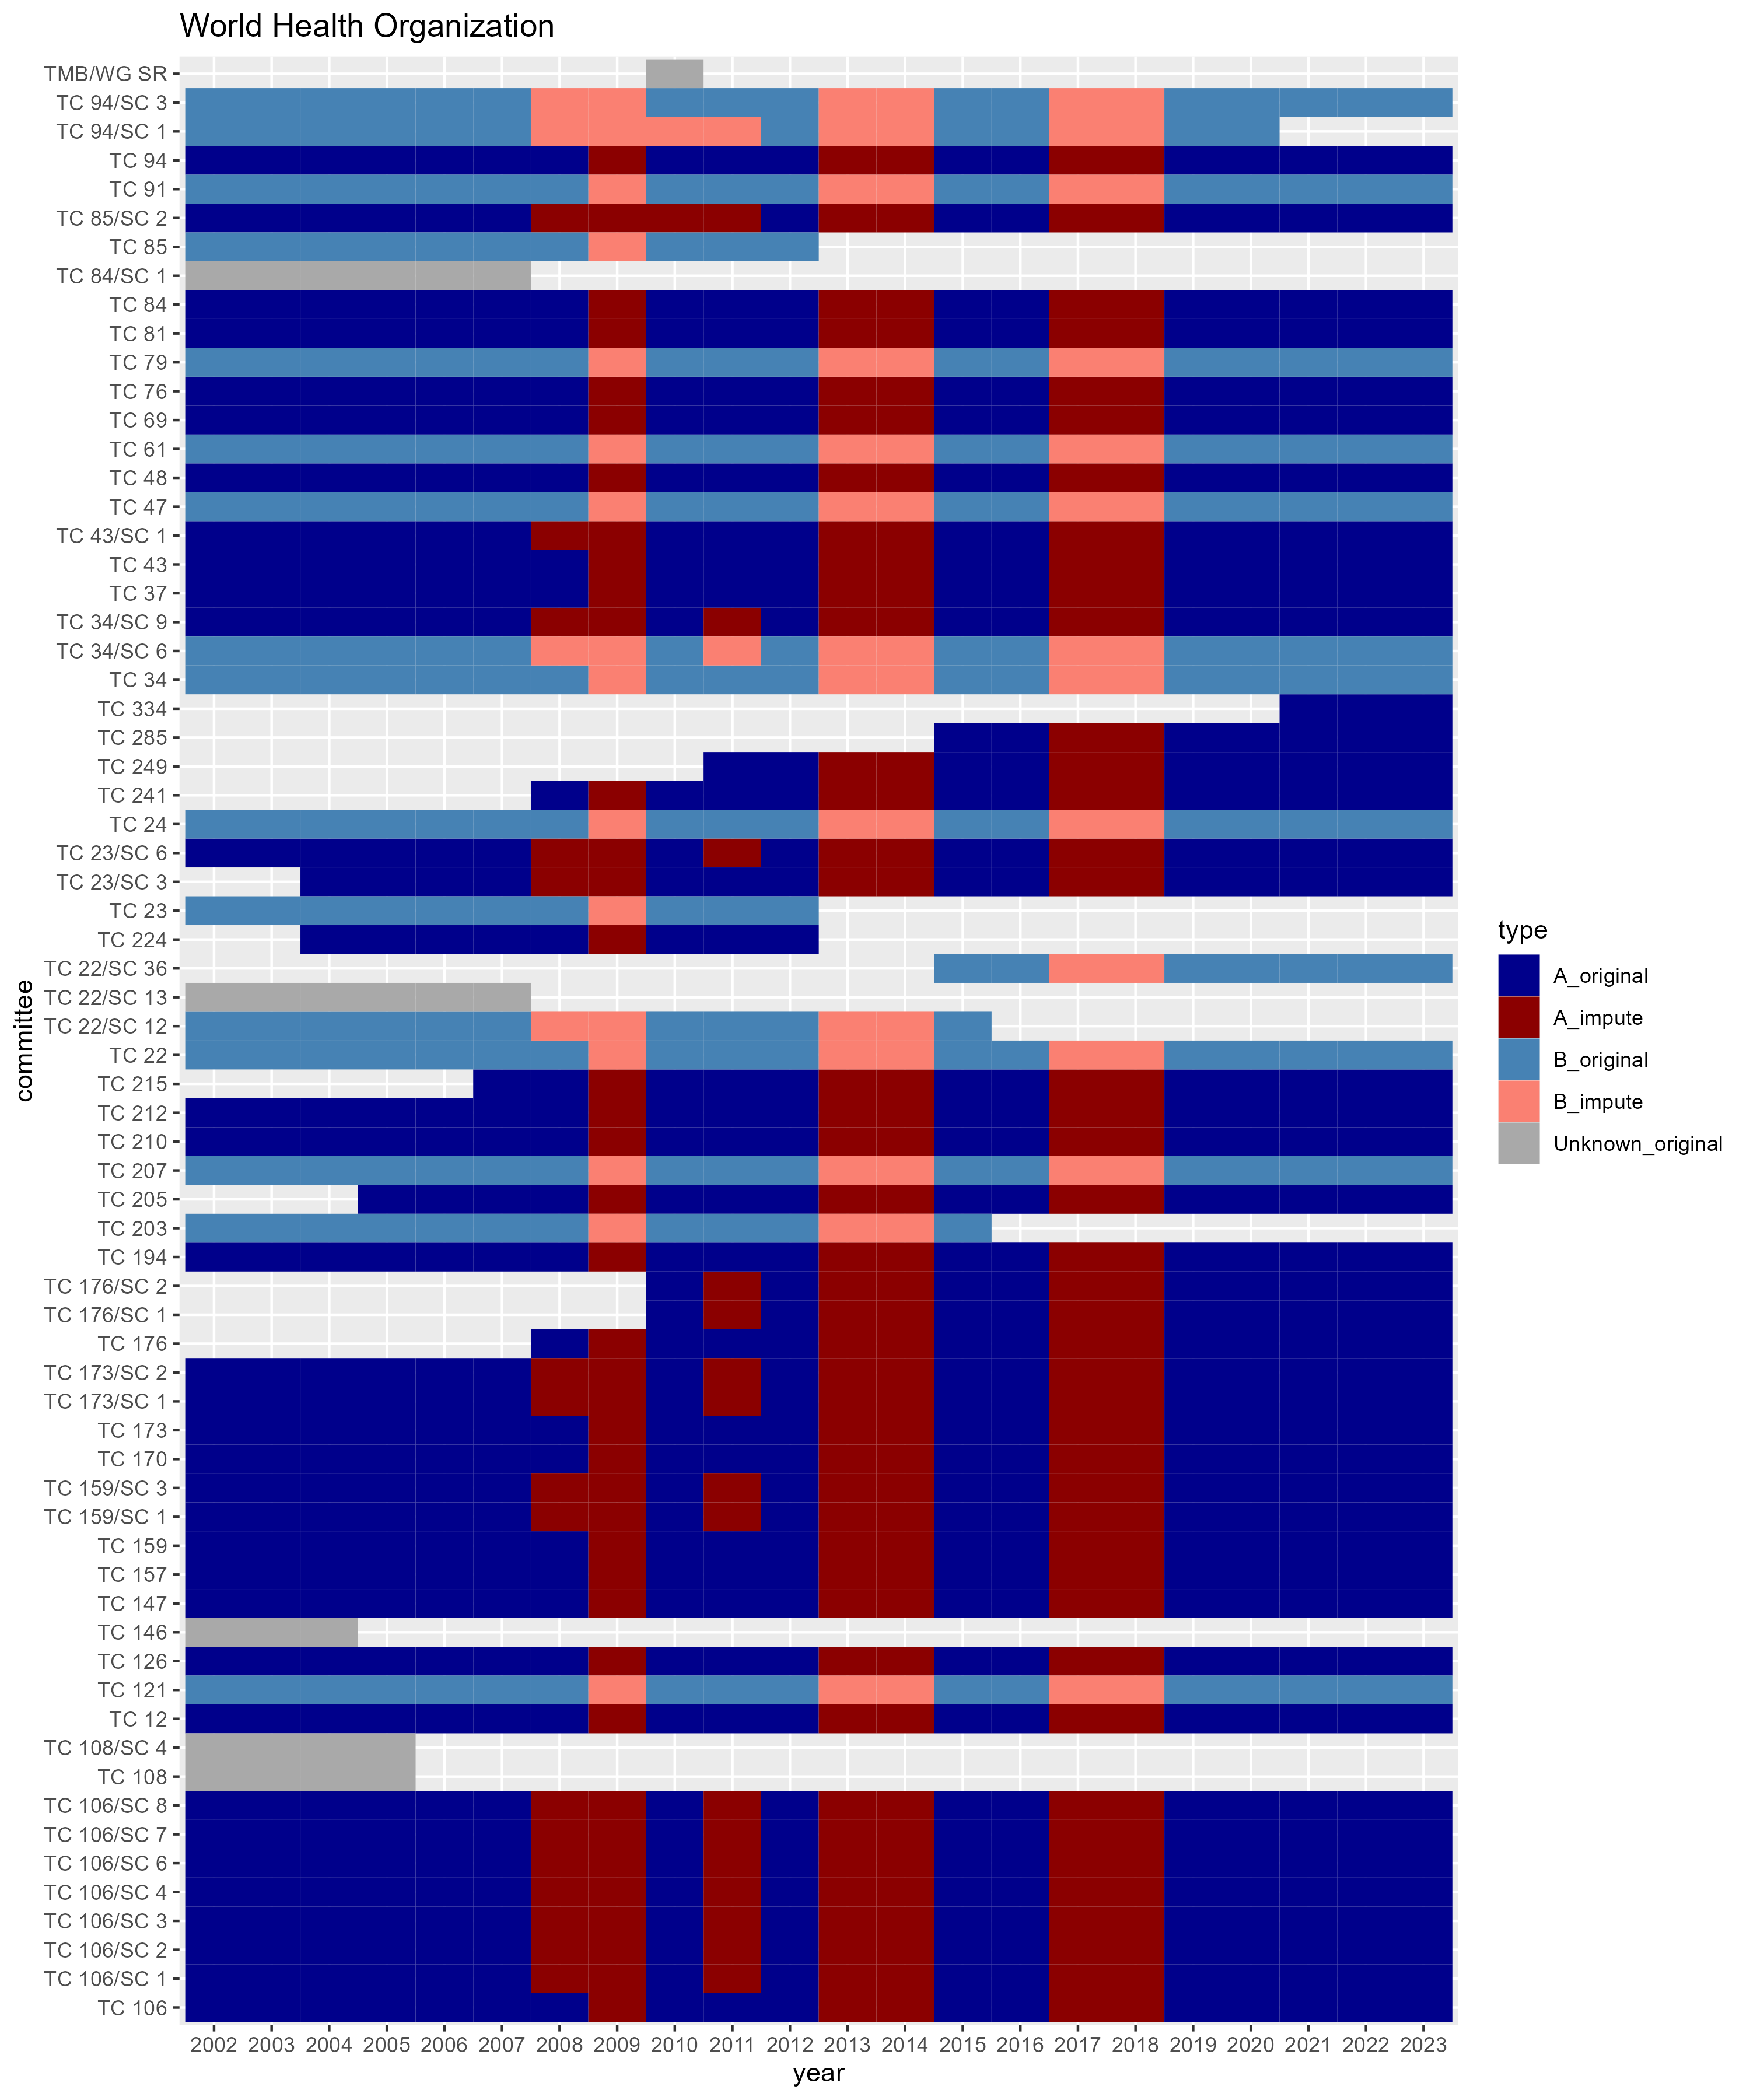 World Health Organization
committee
TMB/WG SR
TC 94/SC 3
TC 94/SC 1
TC 94
TC 91
TC 85/SC 2
TC 85
TC 84/SC 1
TC 84
TC 81
TC 79
TC 76
TC 69
TC 61
TC 48
TC 47
TC 43/SC 1
TC 43
TC 37
TC 34/SC 9
TC 34/SC 6
TC 34
TC 334
TC 285
TC 249
TC 241
TC 24
TC 23/SC 6
TC 23/SC 3
TC 23
TC 224
TC 22/SC 36
TC 22/SC 13
TC 22/SC 12
TC 22
TC 215
TC 212
TC 210
TC 207
TC 205
TC 203
TC 194
TC 176/SC 2
TC 176/SC 1
TC 176
TC 173/SC 2
TC 173/SC 1
TC 173
TC 170
TC 159/SC 3
TC 159/SC 1
TC 159
TC 157
TC 147
TC 146
TC 126
TC 121
TC 12
TC 108/SC 4
TC 108
TC 106/SC 8
TC 106/SC 7
TC 106/SC 6
TC 106/SC 4
TC 106/SC 3
TC 106/SC 2
TC 106/SC 1
TC 106
2002 2003 2004 2005 2006 2007 2008 2009 2010 2011 2012 2013 2014 2015 2016 2017 2018 2019 2020 2021 2022 2023
year
type
A_original
A_impute
B_original
B_impute
Unknown_original